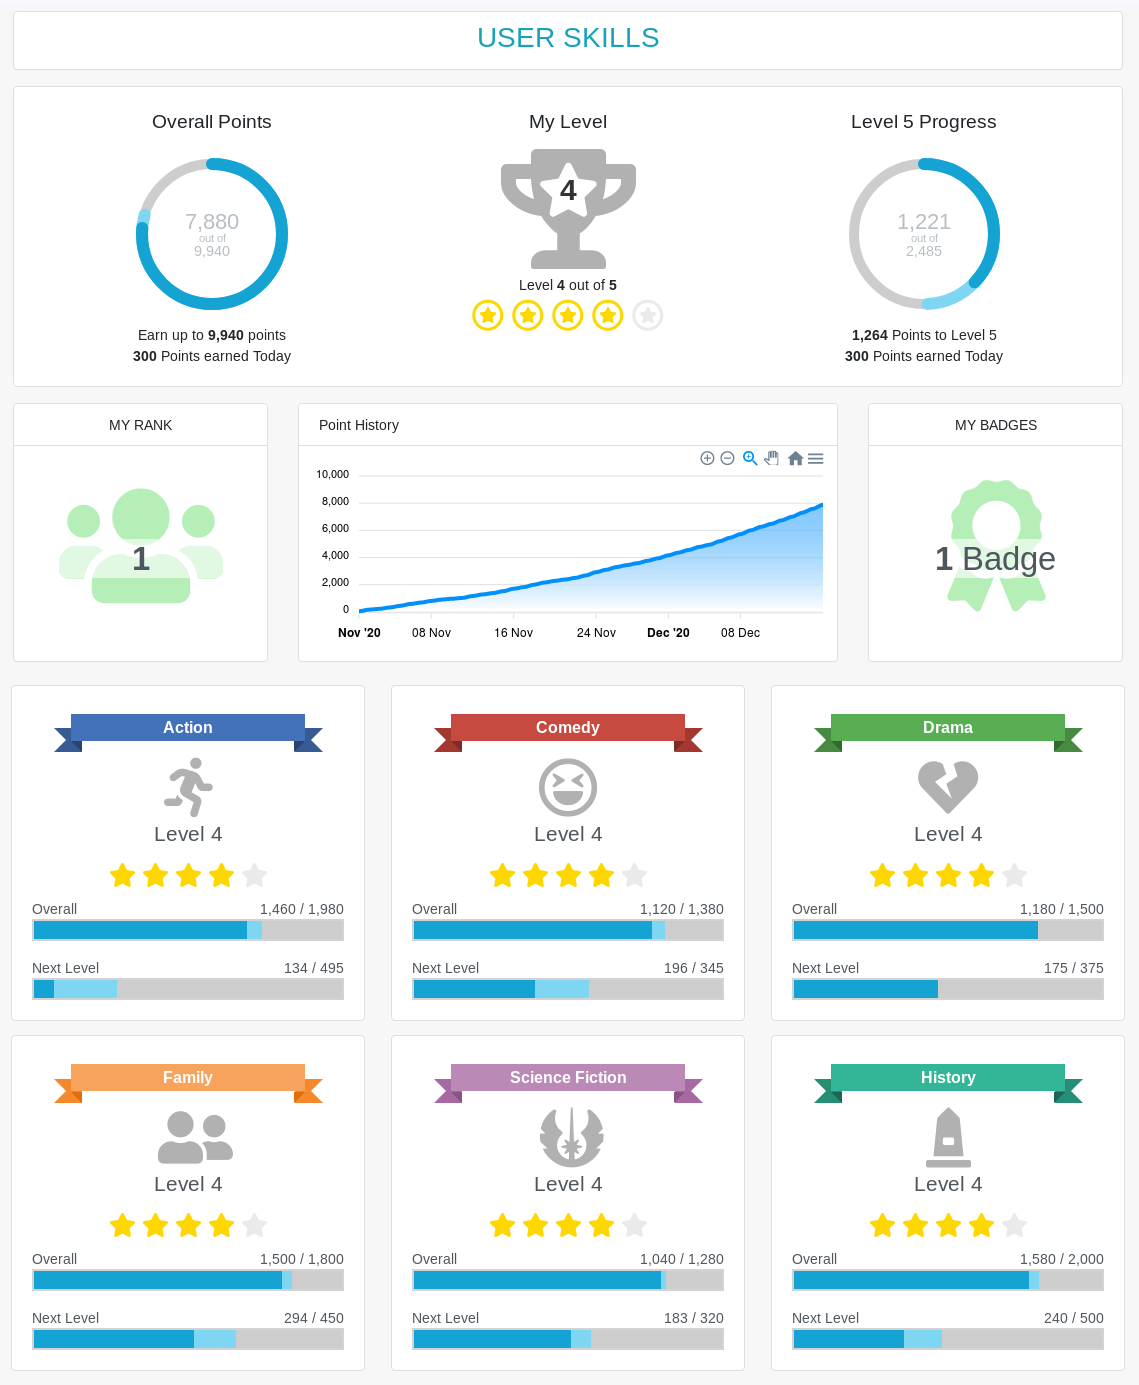 USER SKILLS
Overall Points
7,880
out of
9,940
Earn up to 9,940 points
300 Points earned Today
My Level
4
Level 4 out of 5
Level 5 Progress
1,221
out of
2,485
1,264 Points to Level 5
300 Points earned Today
MY RANK
1
Point History
10,000
8,000
6,000
4,000
2,000
0
Nov '20 08 Nov 16 Nov 24 Nov Dec '20 08 Dec
MY BADGES
1 Badge
Action
Level 4
Overall 1,460 / 1,980
Next Level 134 / 495
Comedy
Level 4
Overall 1,120 / 1,380
Next Level 196 / 345
Drama
Level 4
Overall 1,180 / 1,500
Next Level 175 / 375
Family
Level 4
Overall 1,500 / 1,800
Next Level 294 / 450
Science Fiction
Level 4
Overall 1,040 / 1,280
Next Level 183 / 320
History
Level 4
Overall 1,580 / 2,000
Next Level 240 / 500